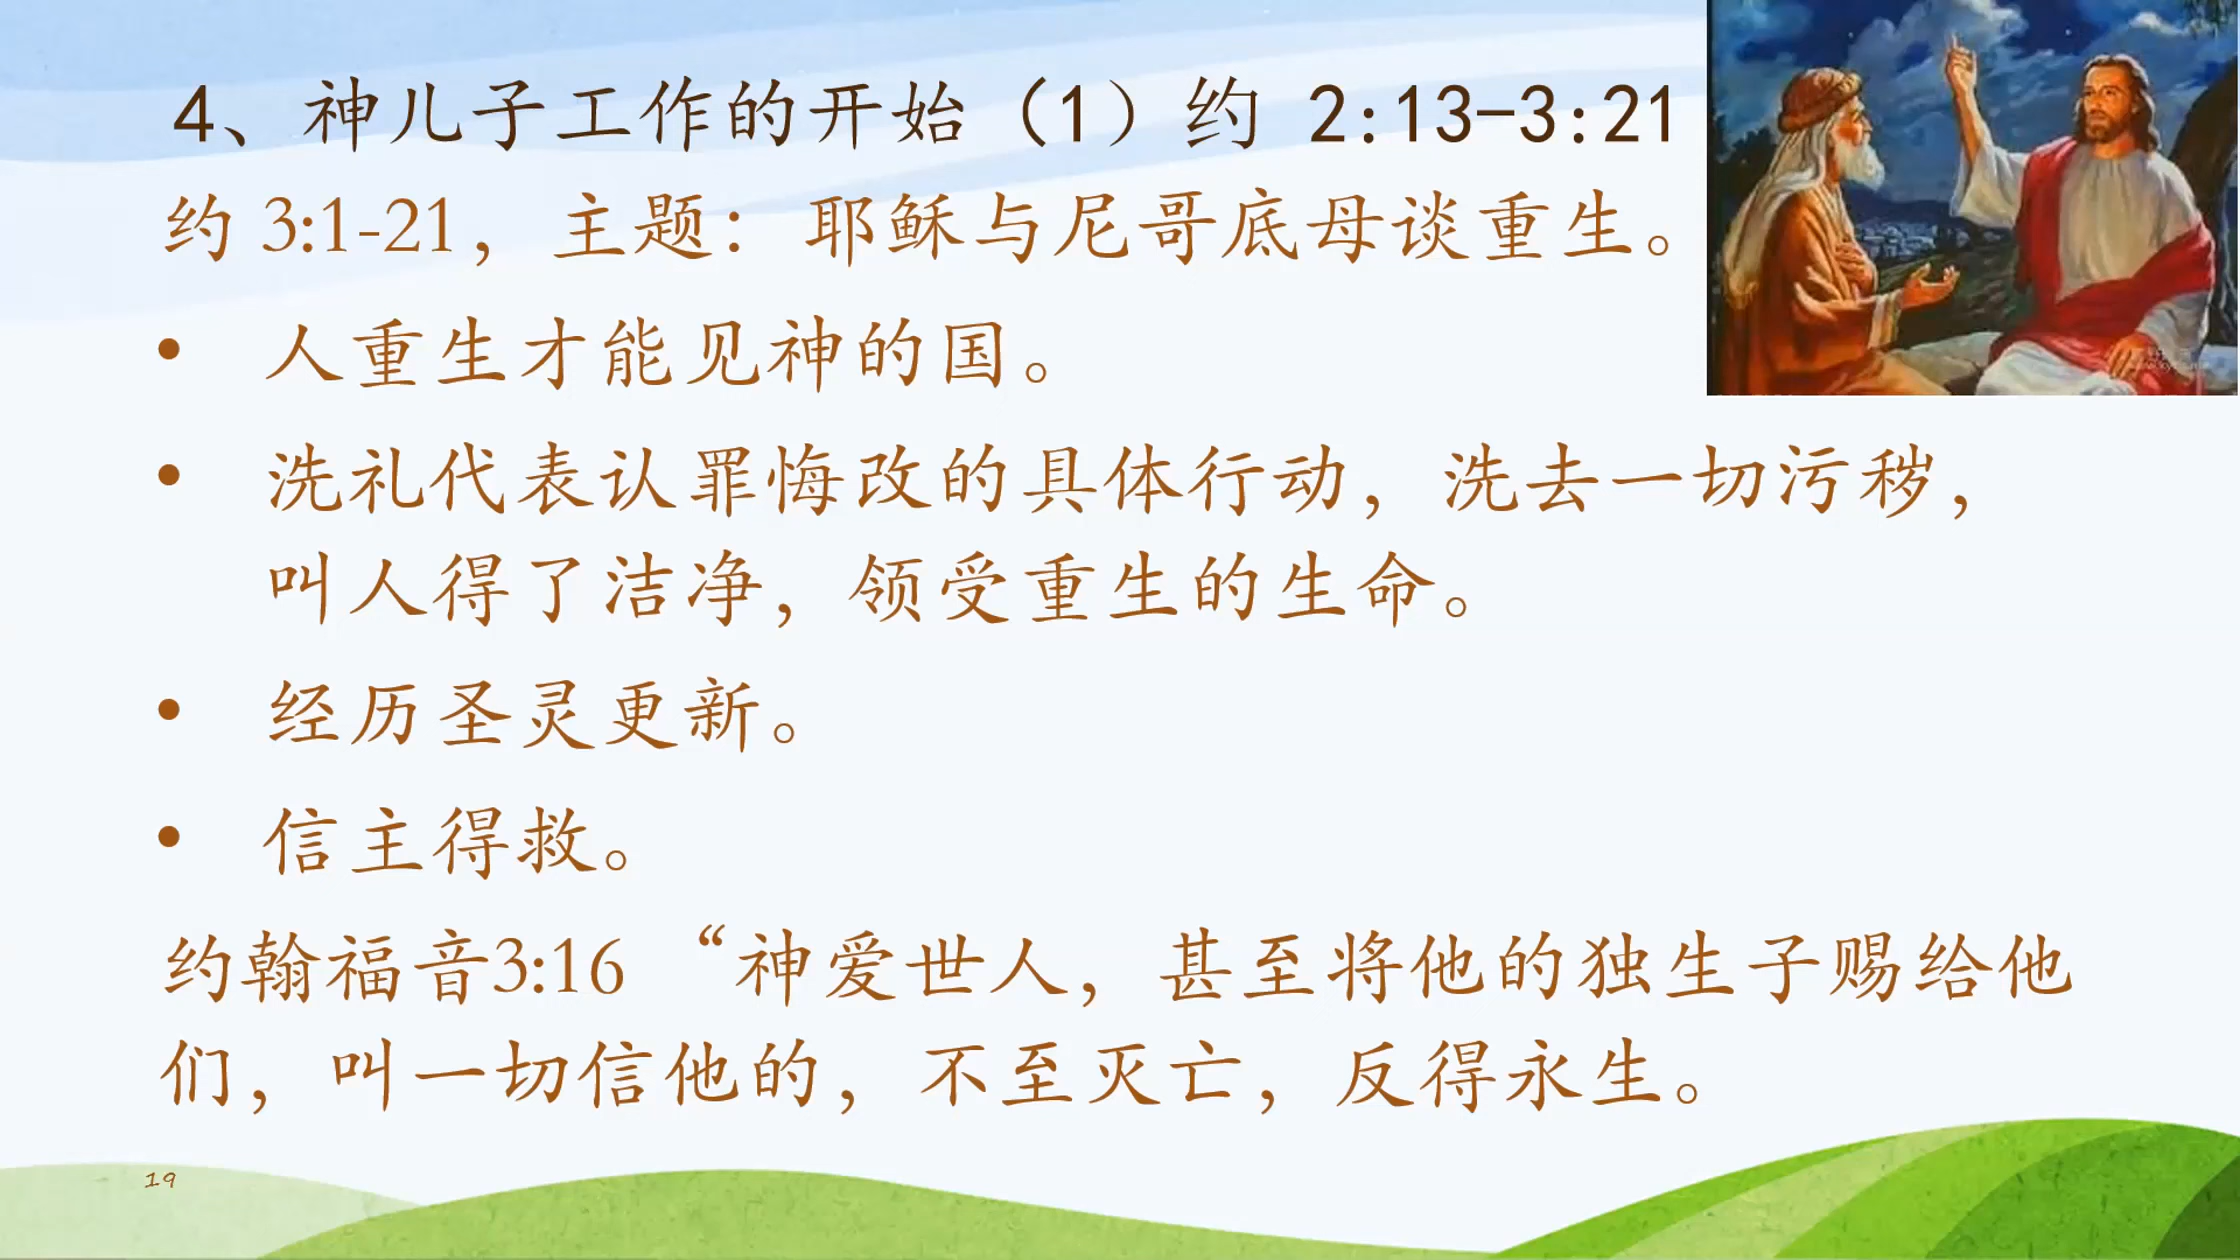 4、神儿子工作的开始（1）约 2:13-3:21
约 3:1-21，主题：耶稣与尼哥底母谈重生。
• 人重生才能见神的国。
• 洗礼代表认罪悔改的具体行动，洗去一切污秽，
叫人得了洁净，领受重生的生命。
• 经历圣灵更新。
• 信主得救。
约翰福音3:16 “神爱世人，甚至将他的独生子赐给他
们，叫一切信他的，不至灭亡，反得永生。
19